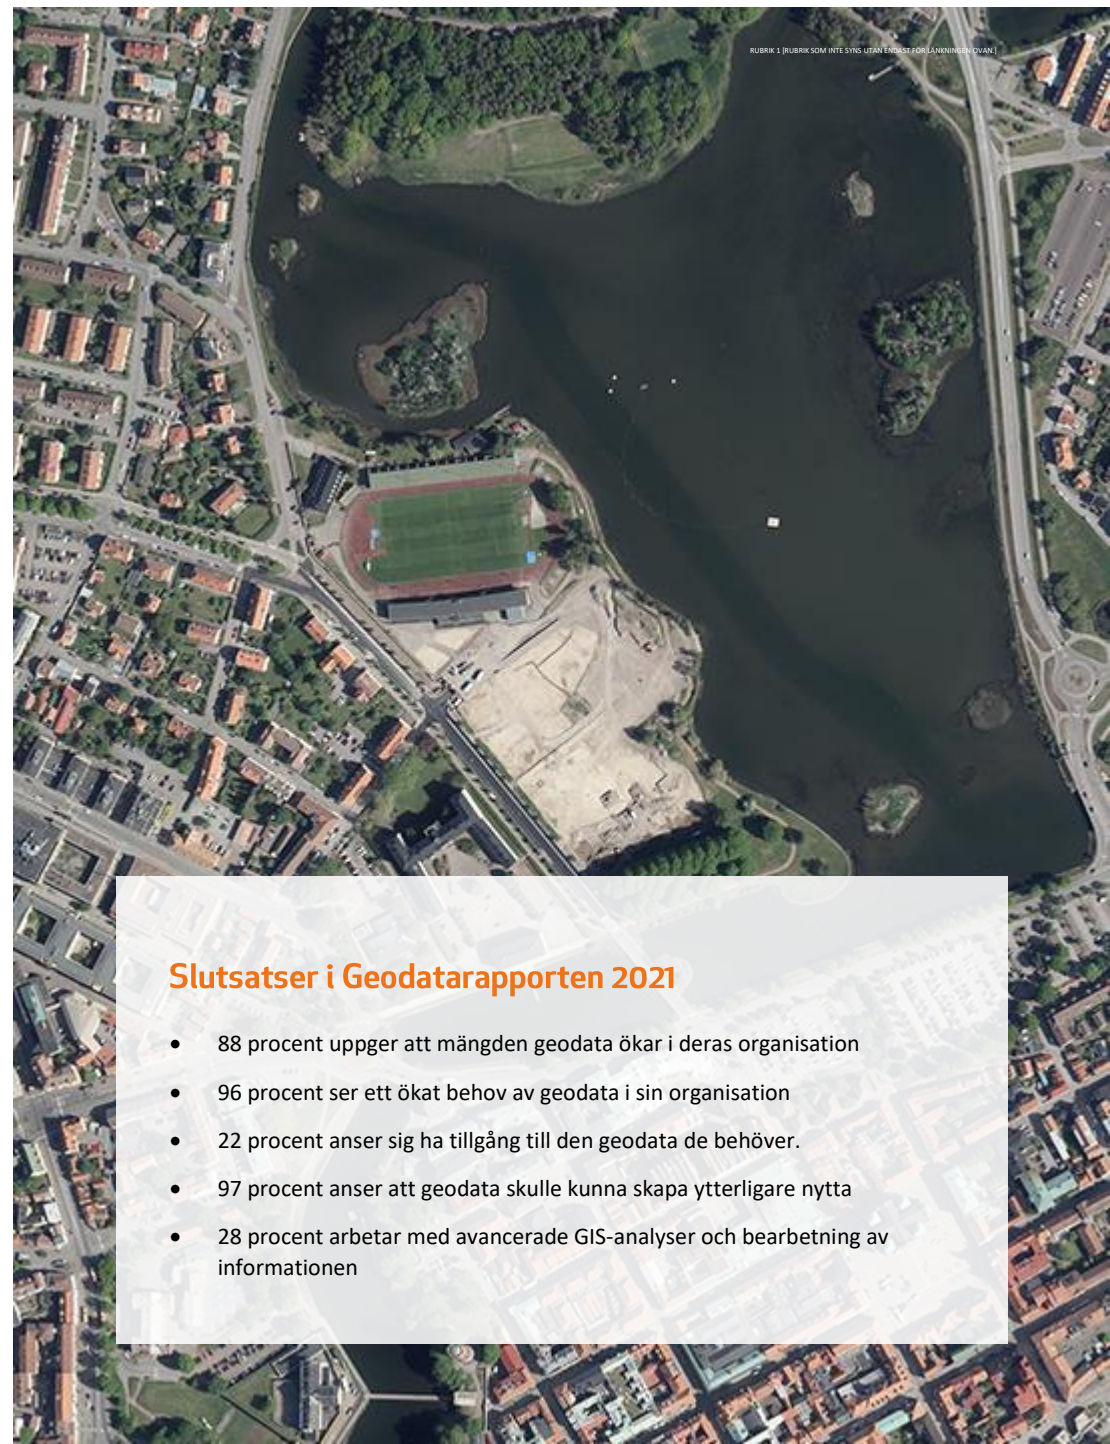 RUBRIK 1 [RUBRIK SOM INTE SYNS UTAN ENDAST FÖR LÄNKNINGEN OVAN.]
Slutsatser i Geodatarapporten 2021
• 88 procent uppger att mängden geodata ökar i deras organisation
• 96 procent ser ett ökat behov av geodata i sin organisation
• 22 procent anser sig ha tillgång till den geodata de behöver.
• 97 procent anser att geodata skulle kunna skapa ytterligare nytta
• 28 procent arbetar med avancerade GIS-analyser och bearbetning av
informationen